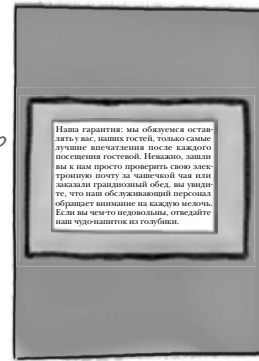 Наша гарантия: мы обязуемся остав-
лять у вас, наших гостей, только самые
лучшие впечатления после каждого
посещения гостевой. Неважно, зашли
вы к нам просто проверить свою элек-
тронную почту за чашечкой чая или
заказали грандиозный обед, вы увиди-
те, что наш обслуживающий персонал
обращает внимание на каждую мелочь.
Если вы чем-то недовольны, отведайте
наш чудо-напиток из голубики.